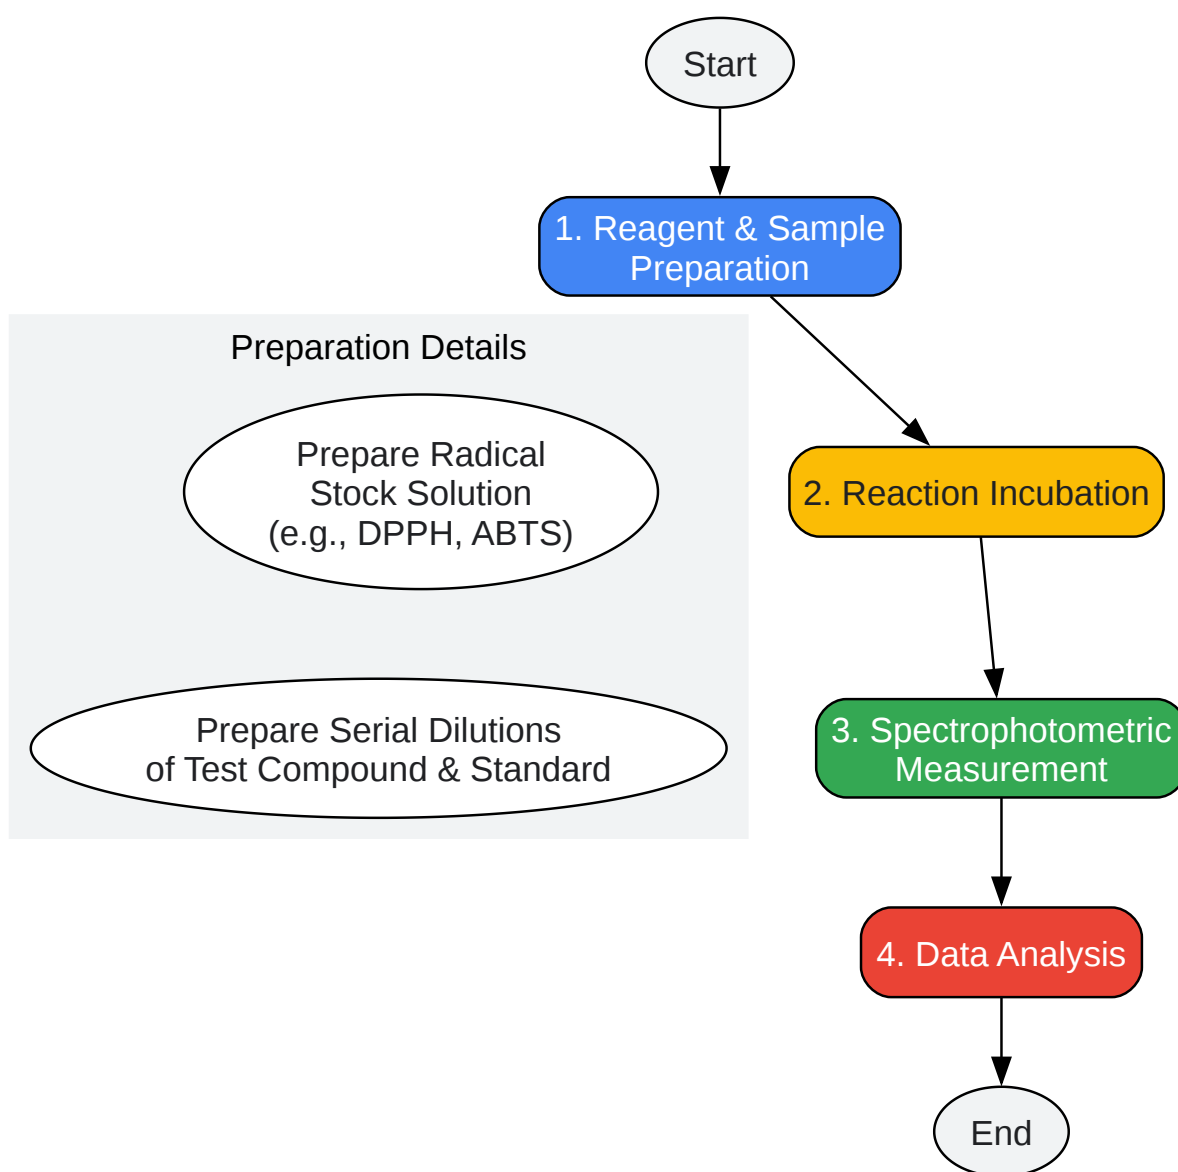 Start
1. Reagent & Sample
Preparation
Preparation Details
Prepare Radical
Stock Solution
(e.g., DPPH, ABTS)
2. Reaction Incubation
Prepare Serial Dilutions
of Test Compound & Standard
3. Spectrophotometric
Measurement
4. Data Analysis
End